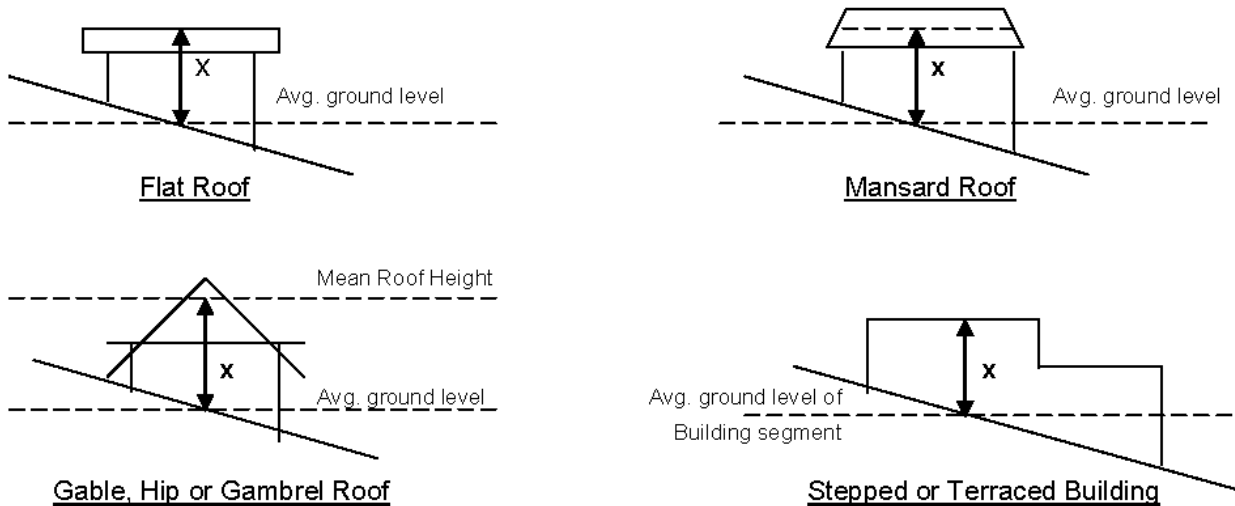 X
Avg. ground level
Flat Roof
x
Avg. ground level
Mansard Roof
Mean Roof Height
x
Avg. ground level
Gable, Hip or Gambrel Roof
x
Avg. ground level of
Building segment
Stepped or Terraced Building